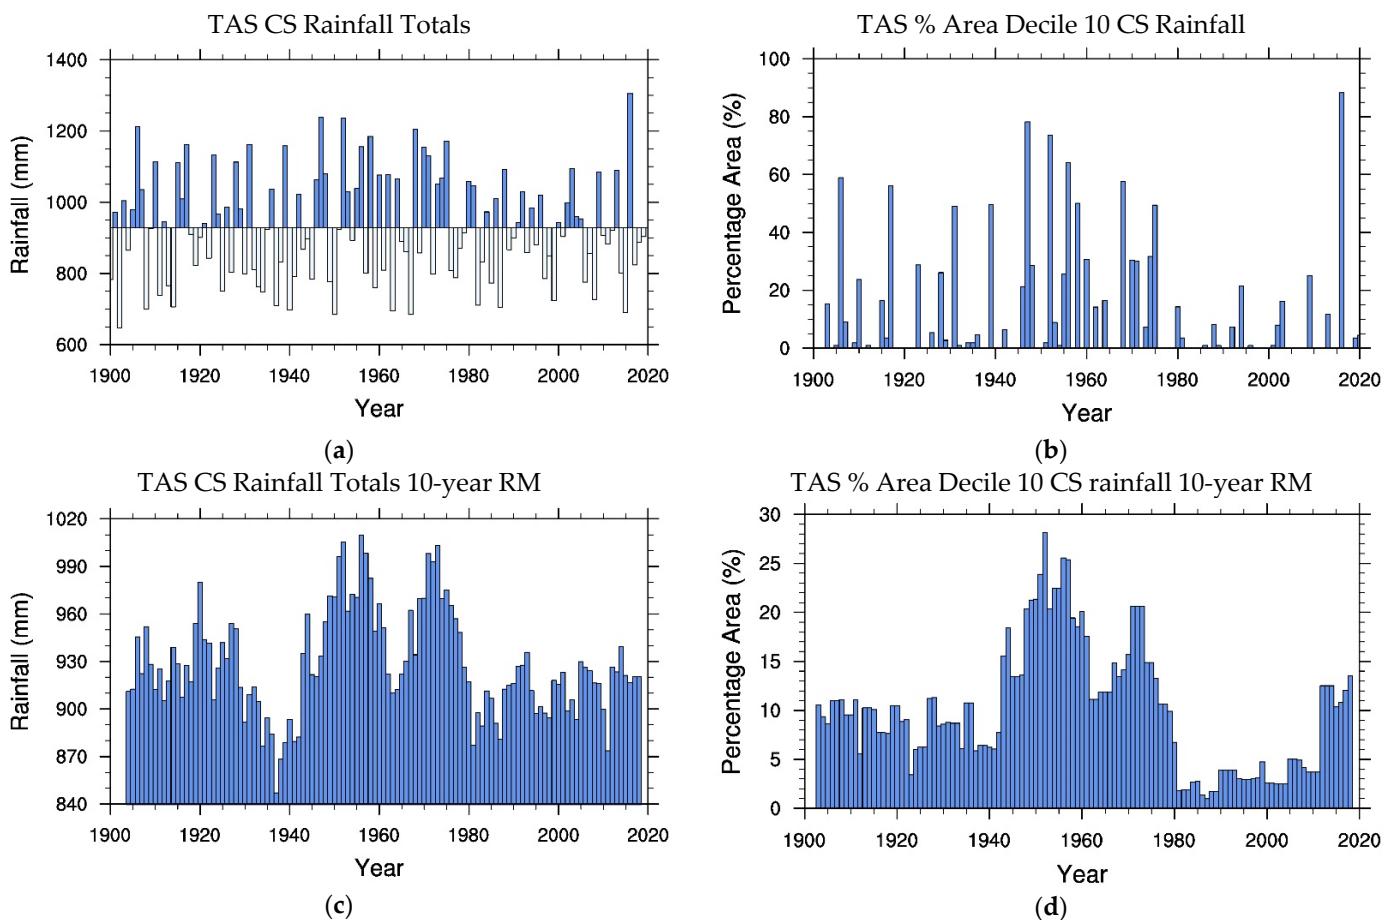 TAS CS Rainfall Totals
1400
1200
1000
800
600
Rainfall (mm)
1900 1920 1940 1960 1980 2000 2020
Year
(a)
TAS % Area Decile 10 CS Rainfall
100
80
60
40
20
0
Percentage Area (%)
1900 1920 1940 1960 1980 2000 2020
Year
(b)
TAS CS Rainfall Totals 10-year RM
1020
990
960
930
900
870
840
Rainfall (mm)
1900 1920 1940 1960 1980 2000 2020
Year
(c)
TAS % Area Decile 10 CS rainfall 10-year RM
30
25
20
15
10
5
0
Percentage Area (%)
1900 1920 1940 1960 1980 2000 2020
Year
(d)